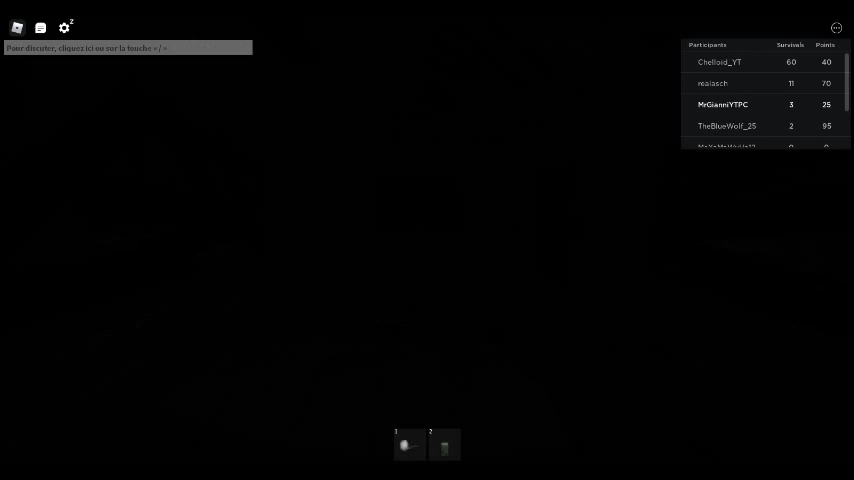 Z
Pour discuter, cliquez ici ou sur la touche « / »
Participants Survivals Points
Chelloid_YT 60 40
realasch 11 70
MrGianniYTPC 3 25
TheBlueWolf_25 2 95
1 2